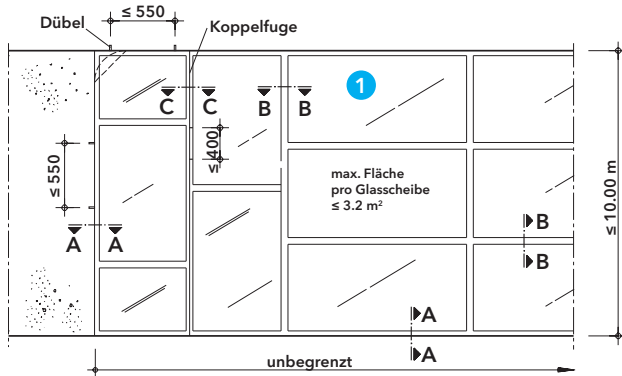 ≤ 550
Dübel
Koppelfuge
1
C C
B B
≤ 400
≤ 550
max. Fläche
pro Glasscheibe
≤ 3.2 m²
≤ 10.00 m
A A
B
B
A
A
unbegrenzt